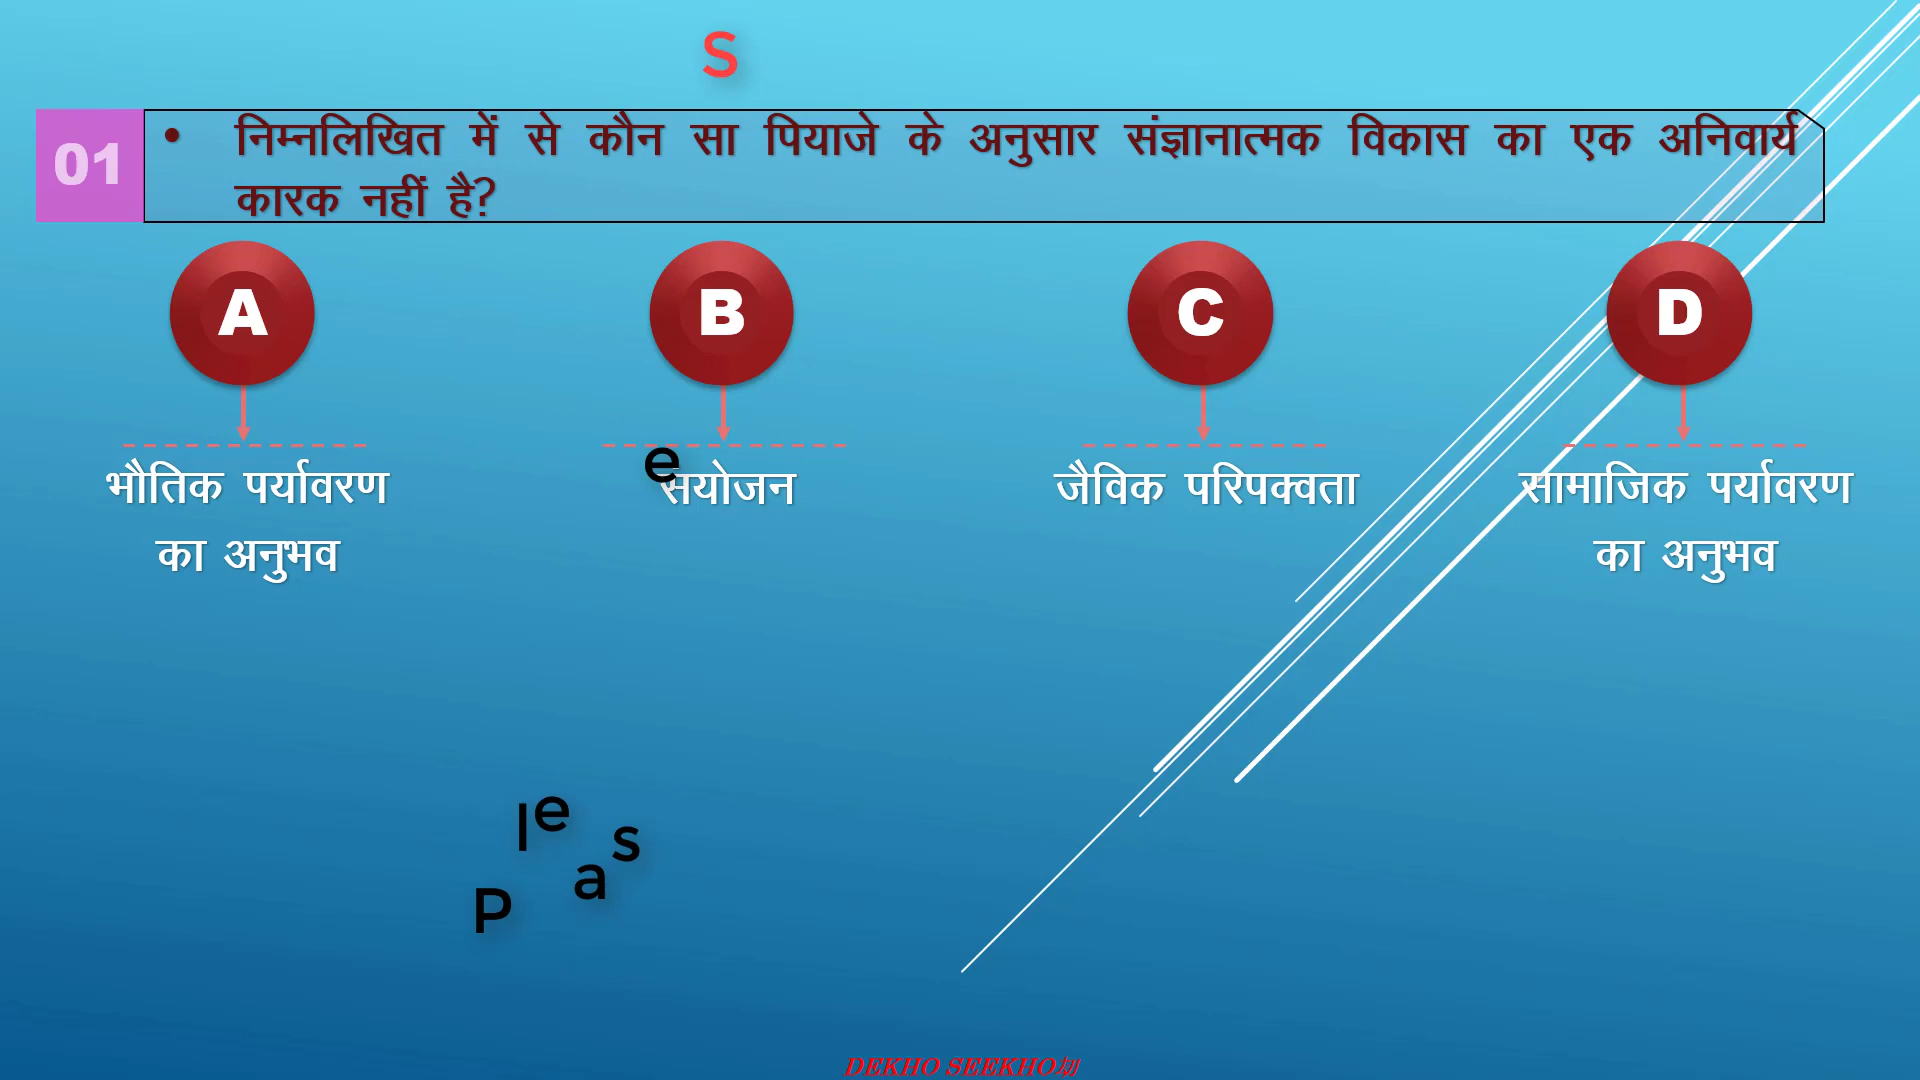 S
01
• निम्नलिखित में से कौन सा पियाजे के अनुसार संज्ञानात्मक विकास का एक अनिवार्य
कारक नहीं है?
A
B
C
D
भौतिक पर्यावरण
का अनुभव
e
सयोजन
जैविक परिपक्वता
सामाजिक पर्यावरण
का अनुभव
P l e a s
DEKHO SEEKHO